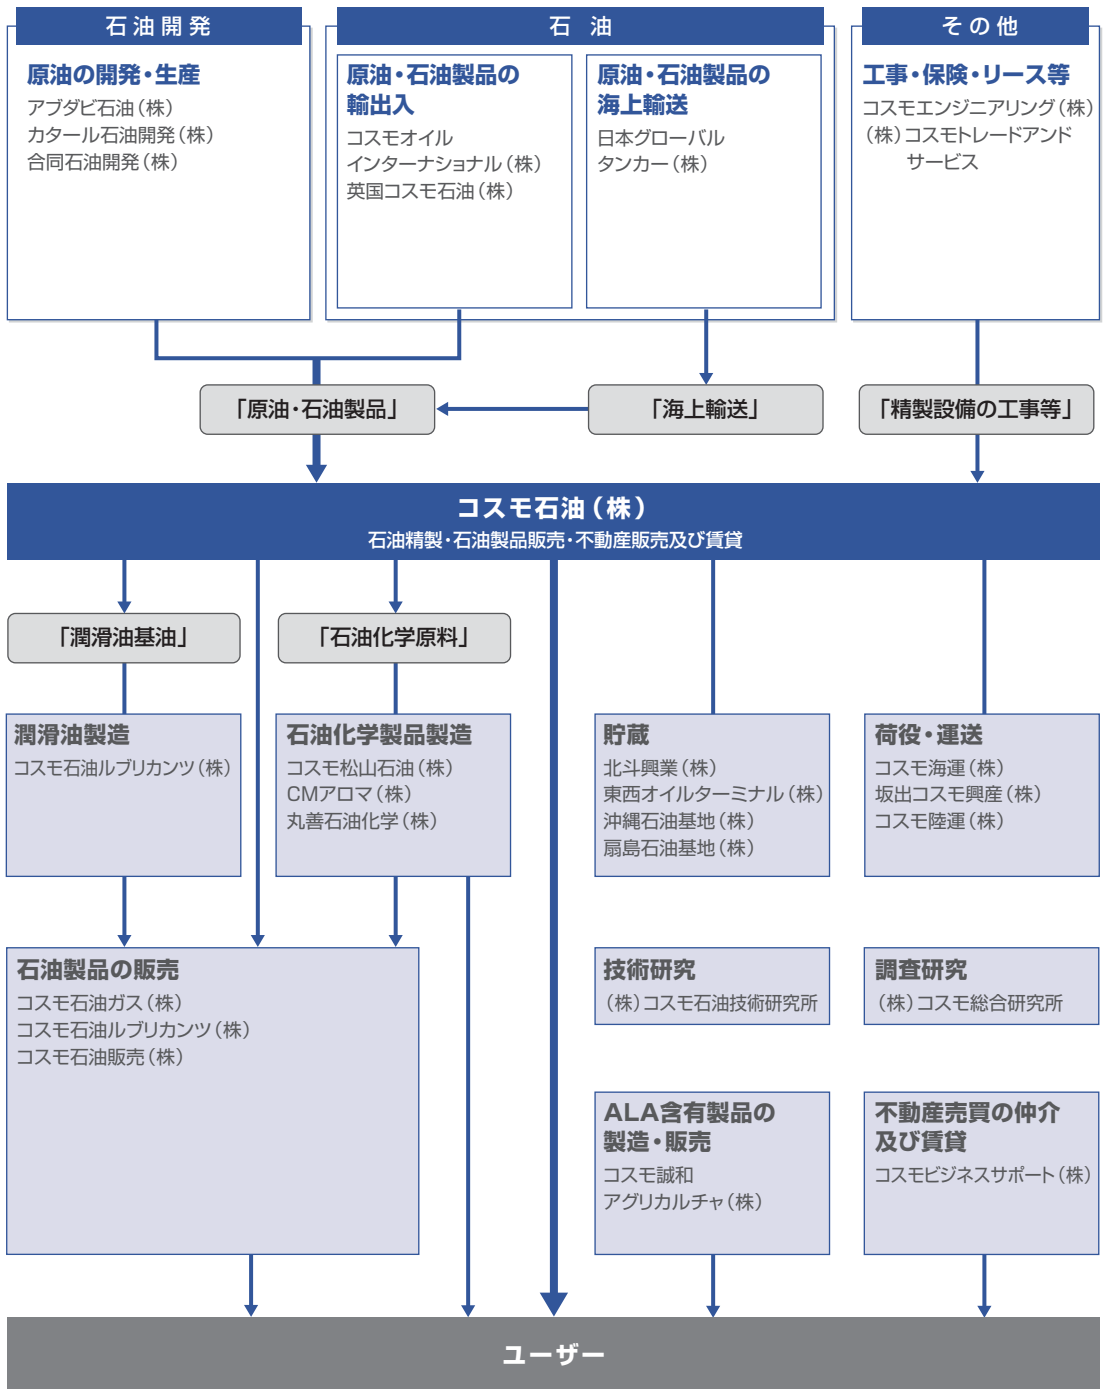 石油開発
原油の開発・生産
アブダビ石油(株)
カタール石油開発(株)
合同石油開発(株)
石 油
原油・石油製品の
輸出入
コスモオイル
インターナショナル(株)
英国コスモ石油(株)
原油・石油製品の
海上輸送
日本グローバル
タンカー(株)
その他
工事・保険・リース等
コスモエンジニアリング(株)
(株)コスモトレードアンド
サービス
「原油・石油製品」
「海上輸送」
「精製設備の工事等」
コスモ石油(株)
石油精製・石油製品販売・不動産販売及び賃貸
「潤滑油基油」
「石油化学原料」
潤滑油製造
コスモ石油ルブリカンツ(株)
石油化学製品製造
コスモ松山石油(株)
CMアロマ(株)
丸善石油化学(株)
貯蔵
北斗興業(株)
東西オイルターミナル(株)
沖縄石油基地(株)
扇島石油基地(株)
荷役・運送
コスモ海運(株)
坂出コスモ興産(株)
コスモ陸運(株)
石油製品の販売
コスモ石油ガス(株)
コスモ石油ルブリカンツ(株)
コスモ石油販売(株)
技術研究
(株)コスモ石油技術研究所
調査研究
(株)コスモ総合研究所
ALA含有製品の
製造・販売
コスモ誠和
アグリカルチャ(株)
不動産売買の仲介
及び賃貸
コスモビジネスサポート(株)
ユーザー